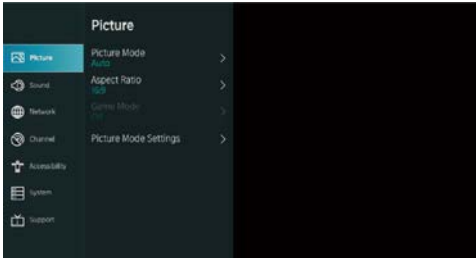 Picture
Picture
Sound
Network
Channel
Accessibility
System
Support
Picture Mode
Auto
Aspect Ratio
16:9
Game Mode
Picture Mode Settings